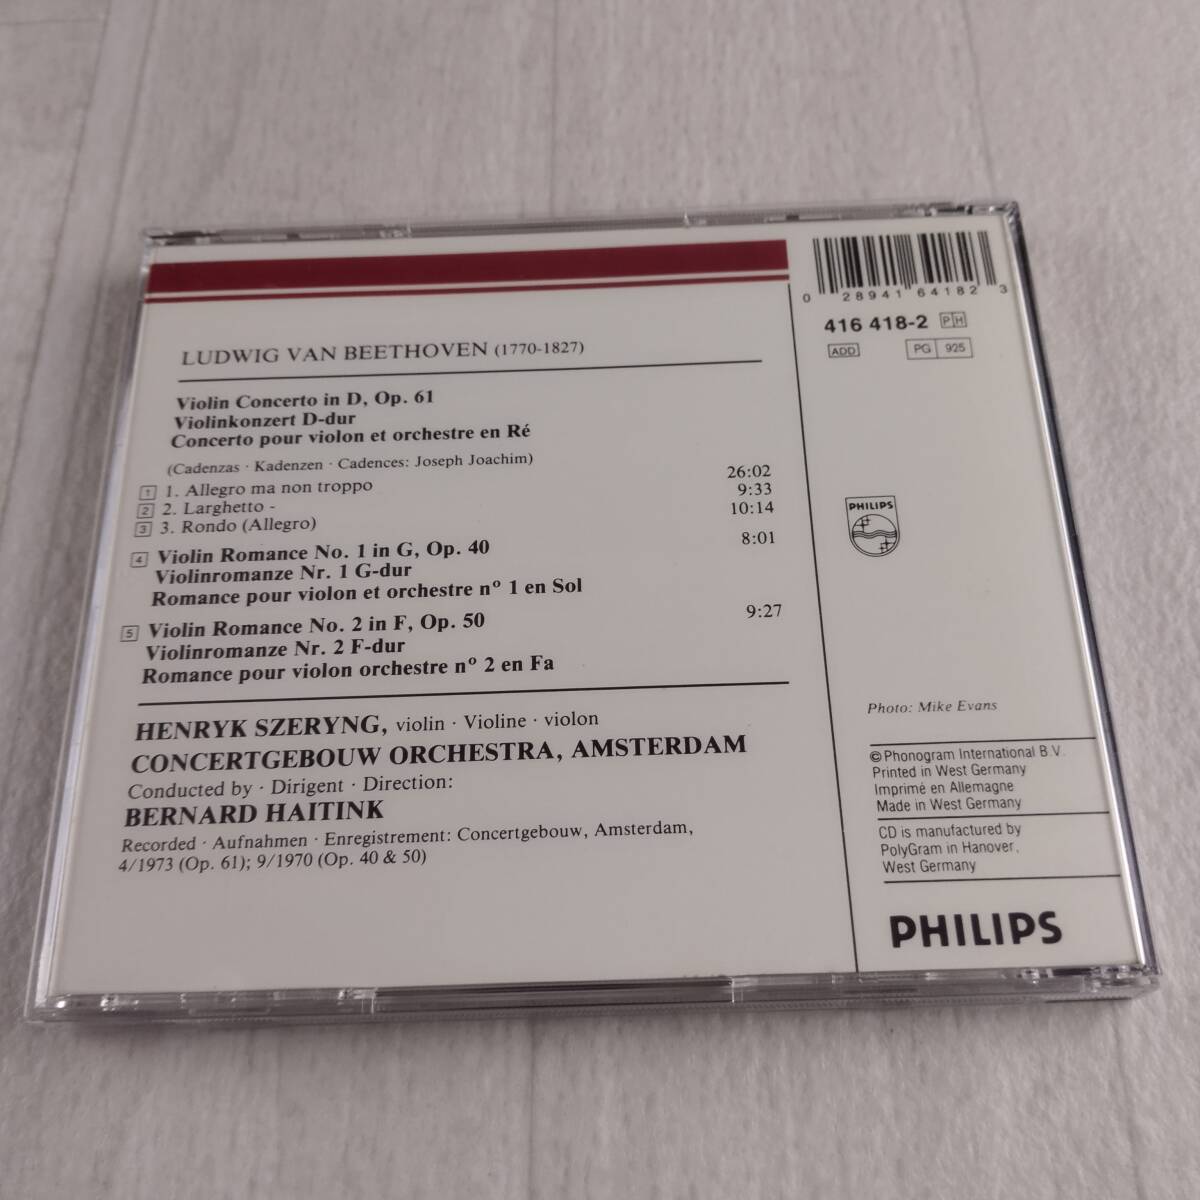 LUDWIG VAN BEETHOVEN (1770-1827)
Violin Concerto in D, Op. 61
Violinkonzert D-dur
Concerto pour violon et orchestre en Ré
(Cadenzas · Kadenzen · Cadences: Joseph Joachim)
1 1. Allegro ma non troppo 26:02
2 2. Larghetto - 9:33
3 3. Rondo (Allegro) 10:14
4 Violin Romance No. 1 in G, Op. 40 8:01
Violinromanze Nr. 1 G-dur
Romance pour violon et orchestre nº 1 en Sol
5 Violin Romance No. 2 in F, Op. 50 9:27
Violinromanze Nr. 2 F-dur
Romance pour violon orchestre nº 2 en Fa
HENRYK SZERYNG, violin · Violine · violon
CONCERTGEBOUW ORCHESTRA, AMSTERDAM
Conducted by · Dirigent · Direction:
BERNARD HAITINK
Recorded · Aufnahmen · Enregistrement: Concertgebouw, Amsterdam,
4/1973 (Op. 61); 9/1970 (Op. 40 & 50)
0 28941 64182 3
416 418-2 PH
ADD PG 925
PHILIPS
Photo: Mike Evans
© Phonogram International B.V.
Printed in West Germany
Imprimé en Allemagne
Made in West Germany
CD is manufactured by
PolyGram in Hanover,
West Germany
PHILIPS